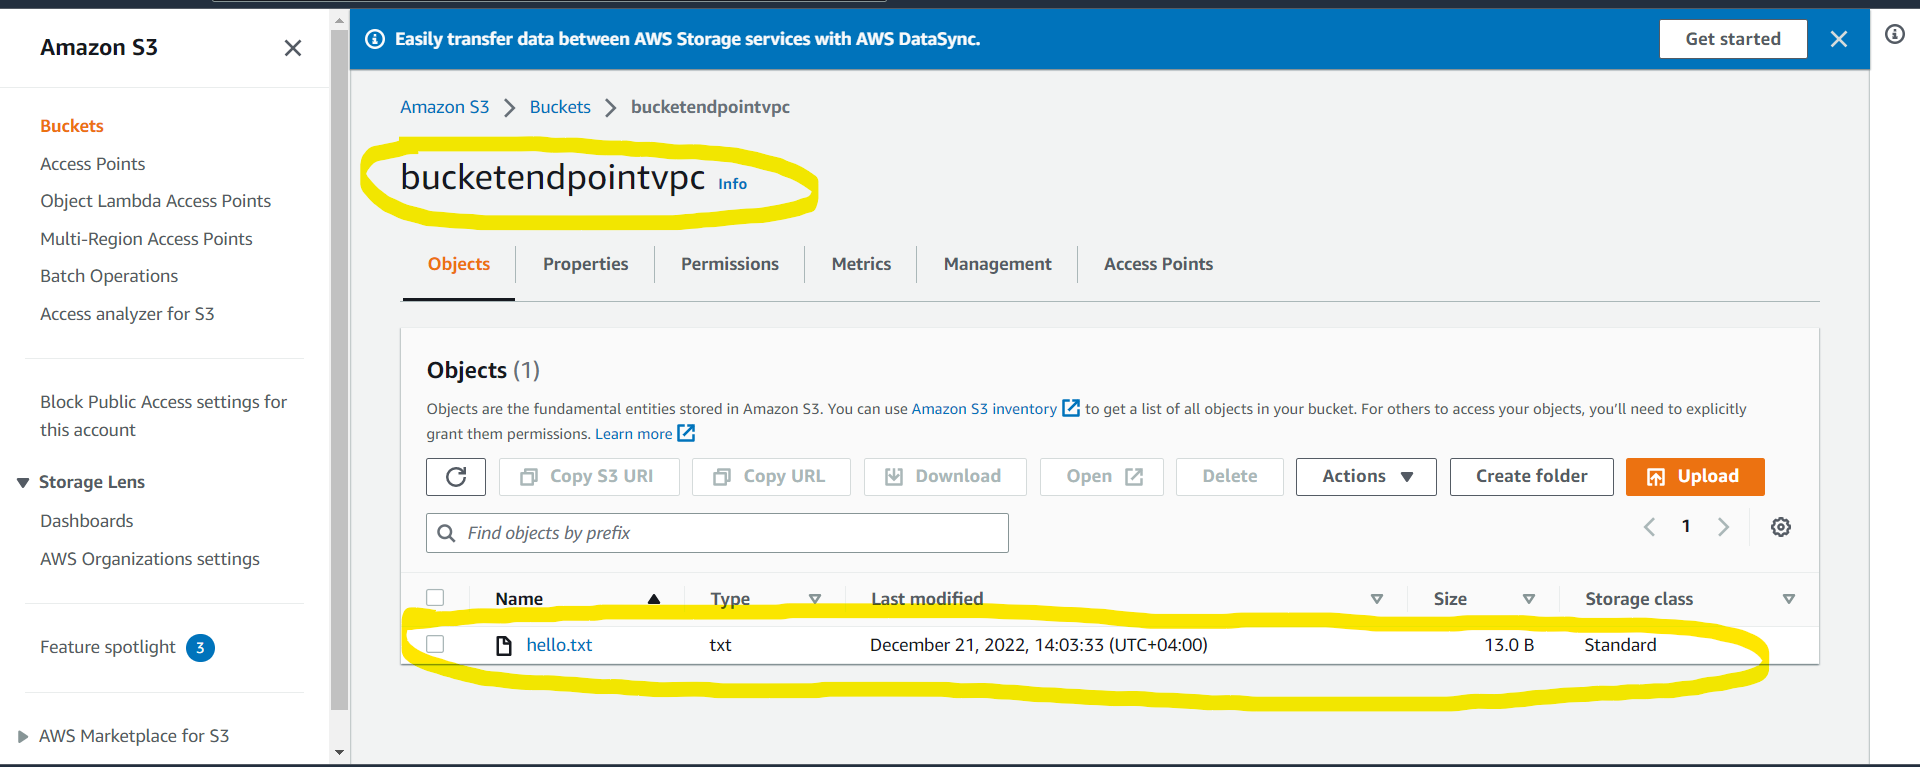 Amazon S3
Easily transfer data between AWS Storage services with AWS DataSync.
Get started
Buckets
Access Points
Object Lambda Access Points
Multi-Region Access Points
Batch Operations
Access analyzer for S3
Block Public Access settings for
this account
Storage Lens
Dashboards
AWS Organizations settings
Feature spotlight 3
AWS Marketplace for S3
Amazon S3 Buckets bucketendpointvpc
bucketendpointvpc Info
Objects Properties Permissions Metrics Management Access Points
Objects (1)
Objects are the fundamental entities stored in Amazon S3. You can use Amazon S3 inventory to get a list of all objects in your bucket. For others to access your objects, you'll need to explicitly
grant them permissions. Learn more
Copy S3 URI Copy URL Download Open Delete Actions Create folder Upload
Find objects by prefix
1
Name Type Last modified Size Storage class
hello.txt txt December 21, 2022, 14:03:33 (UTC+04:00) 13.0 B Standard